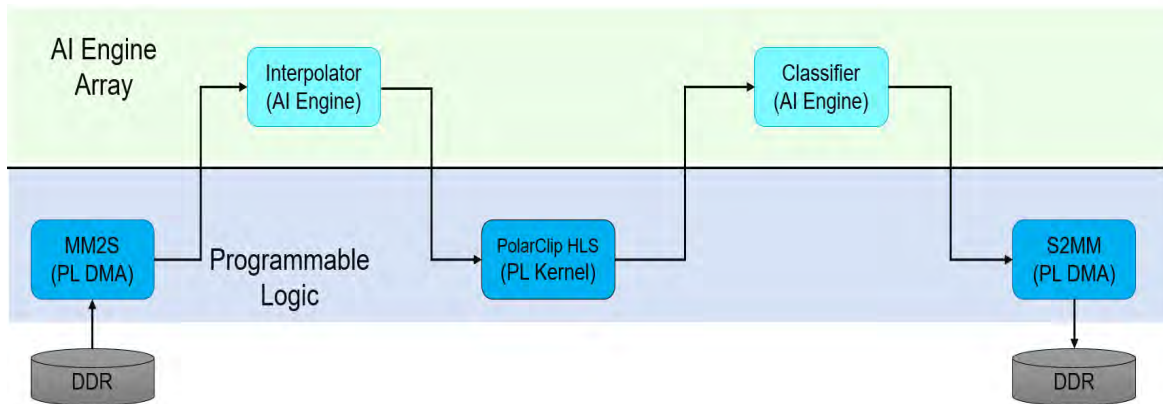 AI Engine
Array
Interpolator
(AI Engine)
Classifier
(AI Engine)
MM2S
(PL DMA)
Programmable
Logic
PolarClip HLS
(PL Kernel)
S2MM
(PL DMA)
DDR
DDR